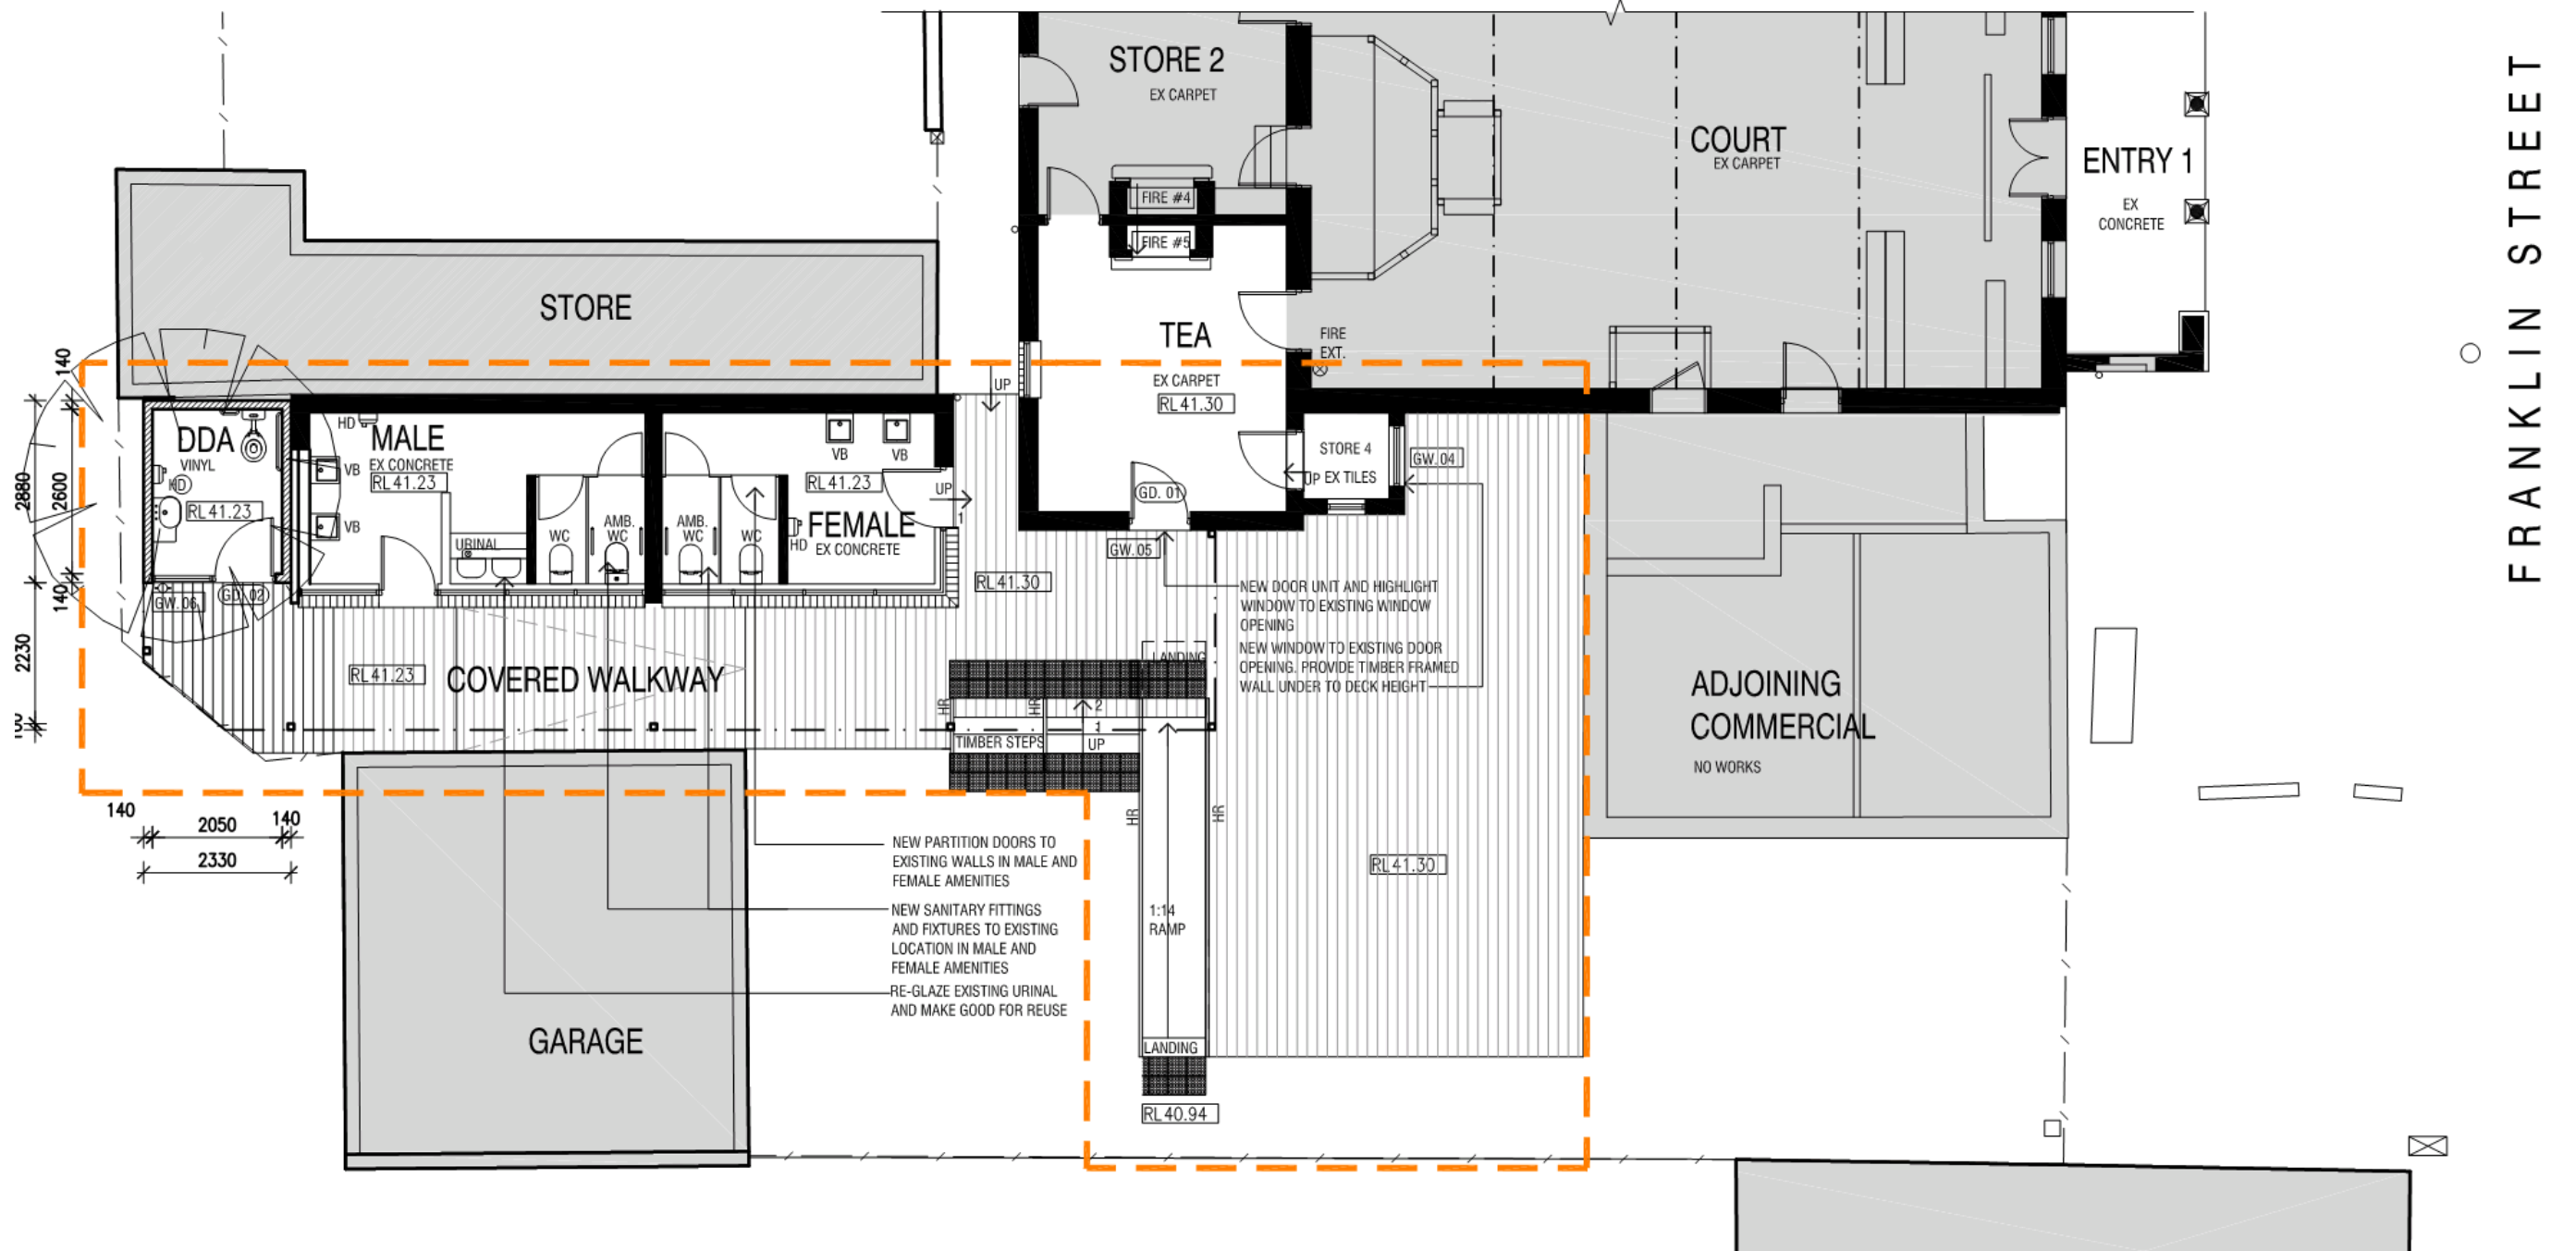 STORE 2
EX CARPET
FIRE #4
FIRE #5
COURT
EX CARPET
ENTRY 1
EX
CONCRETE
FRANKLIN STREET
STORE
TEA
EX CARPET
RL 41.30
FIRE
EXT.
UP
140
2880
2600
140
2230
DDA
VINYL
HD
RL 41.23
HD
MALE
EX CONCRETE
RL 41.23
VB
VB
URINAL
WC
AMB.
WC
AMB.
WC
WC
VB
VB
RL 41.23
HD
FEMALE
EX CONCRETE
UP
1
STORE 4
UP EX TILES
GW.04
GD. 01
GW.05
RL 41.30
GW.06
GD. 02
NEW DOOR UNIT AND HIGHLIGHT
WINDOW TO EXISTING WINDOW
OPENING
NEW WINDOW TO EXISTING DOOR
OPENING. PROVIDE TIMBER FRAMED
WALL UNDER TO DECK HEIGHT
RL 41.23
COVERED WALKWAY
LANDING
HR
HR
2
1
UP
TIMBER STEPS
HR
HR
ADJOINING
COMMERCIAL
NO WORKS
140
2050
140
2330
NEW PARTITION DOORS TO
EXISTING WALLS IN MALE AND
FEMALE AMENITIES
NEW SANITARY FITTINGS
AND FIXTURES TO EXISTING
LOCATION IN MALE AND
FEMALE AMENITIES
RE-GLAZE EXISTING URINAL
AND MAKE GOOD FOR REUSE
1:14
RAMP
RL 41.30
GARAGE
LANDING
RL 40.94